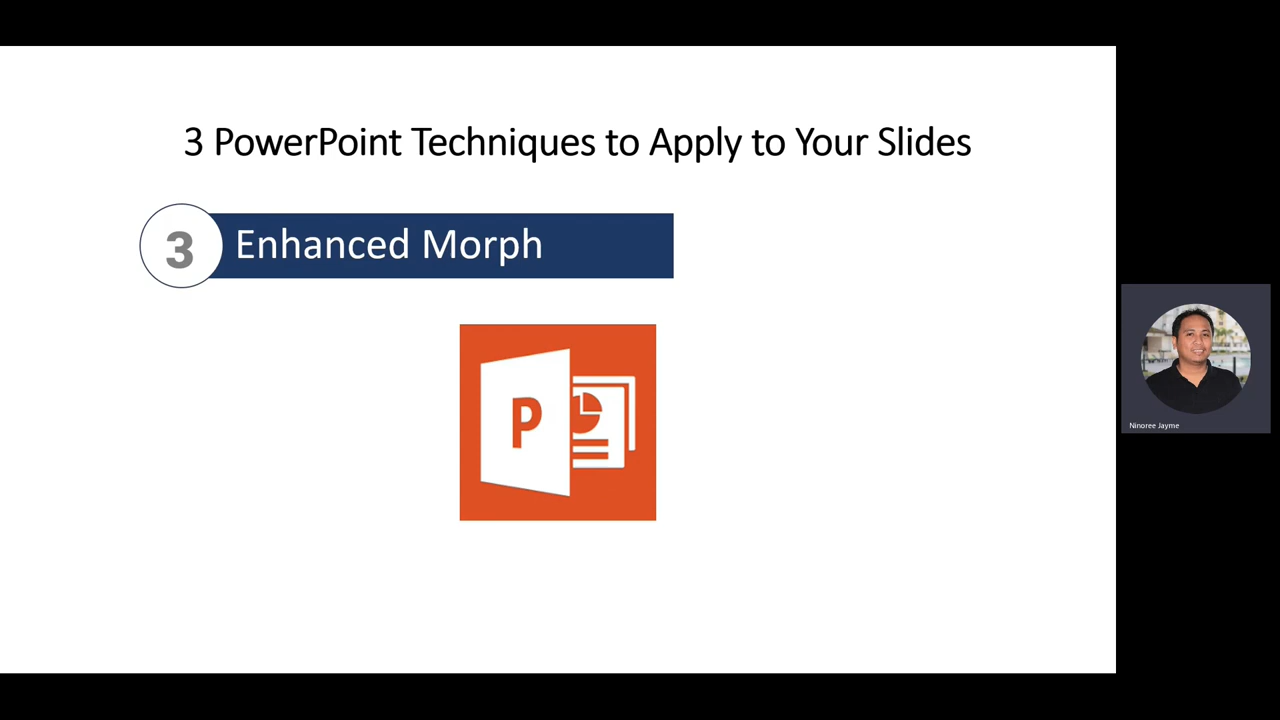 3 PowerPoint Techniques to Apply to Your Slides
3 Enhanced Morph
P
Ninoree Jayme